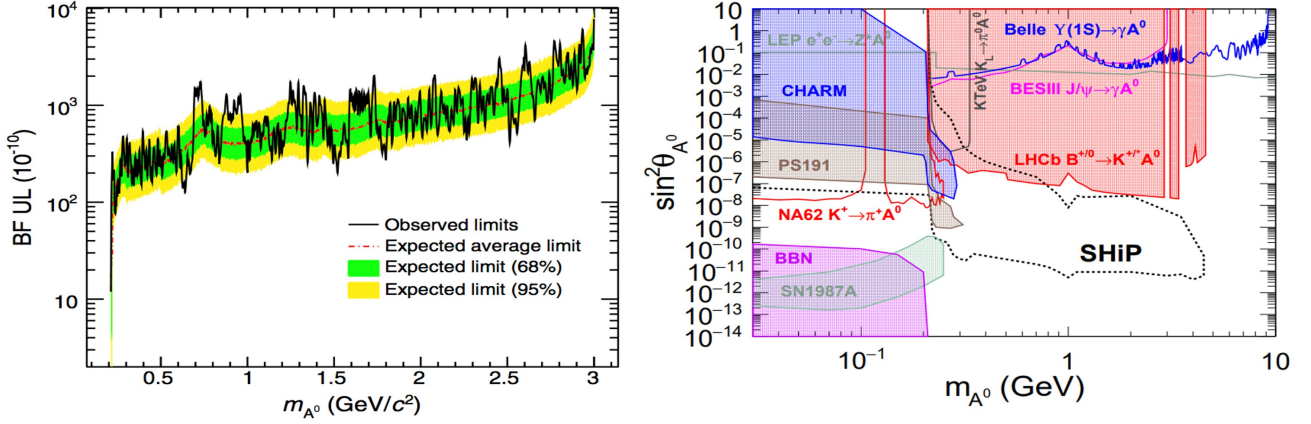 BF UL (10⁻¹⁰)
10⁴
10³
10²
10
0.5 1 1.5 2 2.5 3
m_A⁰ (GeV/c²)
Observed limits
Expected average limit
Expected limit (68%)
Expected limit (95%)
sin²θ_A⁰
10
10⁻¹
10⁻²
10⁻³
10⁻⁴
10⁻⁵
10⁻⁶
10⁻⁷
10⁻⁸
10⁻⁹
10⁻¹⁰
10⁻¹¹
10⁻¹²
10⁻¹³
10⁻¹⁴
10⁻¹ 1 10
m_A⁰ (GeV)
LEP e⁺e⁻→Z*A⁰
KTeV K_L→π⁰A⁰
Belle ϒ(1S)→γA⁰
CHARM
BESIII J/ψ→γA⁰
PS191
LHCb B⁺/⁰→K⁺/*A⁰
NA62 K⁺→π⁺A⁰
BBN
SHiP
SN1987A